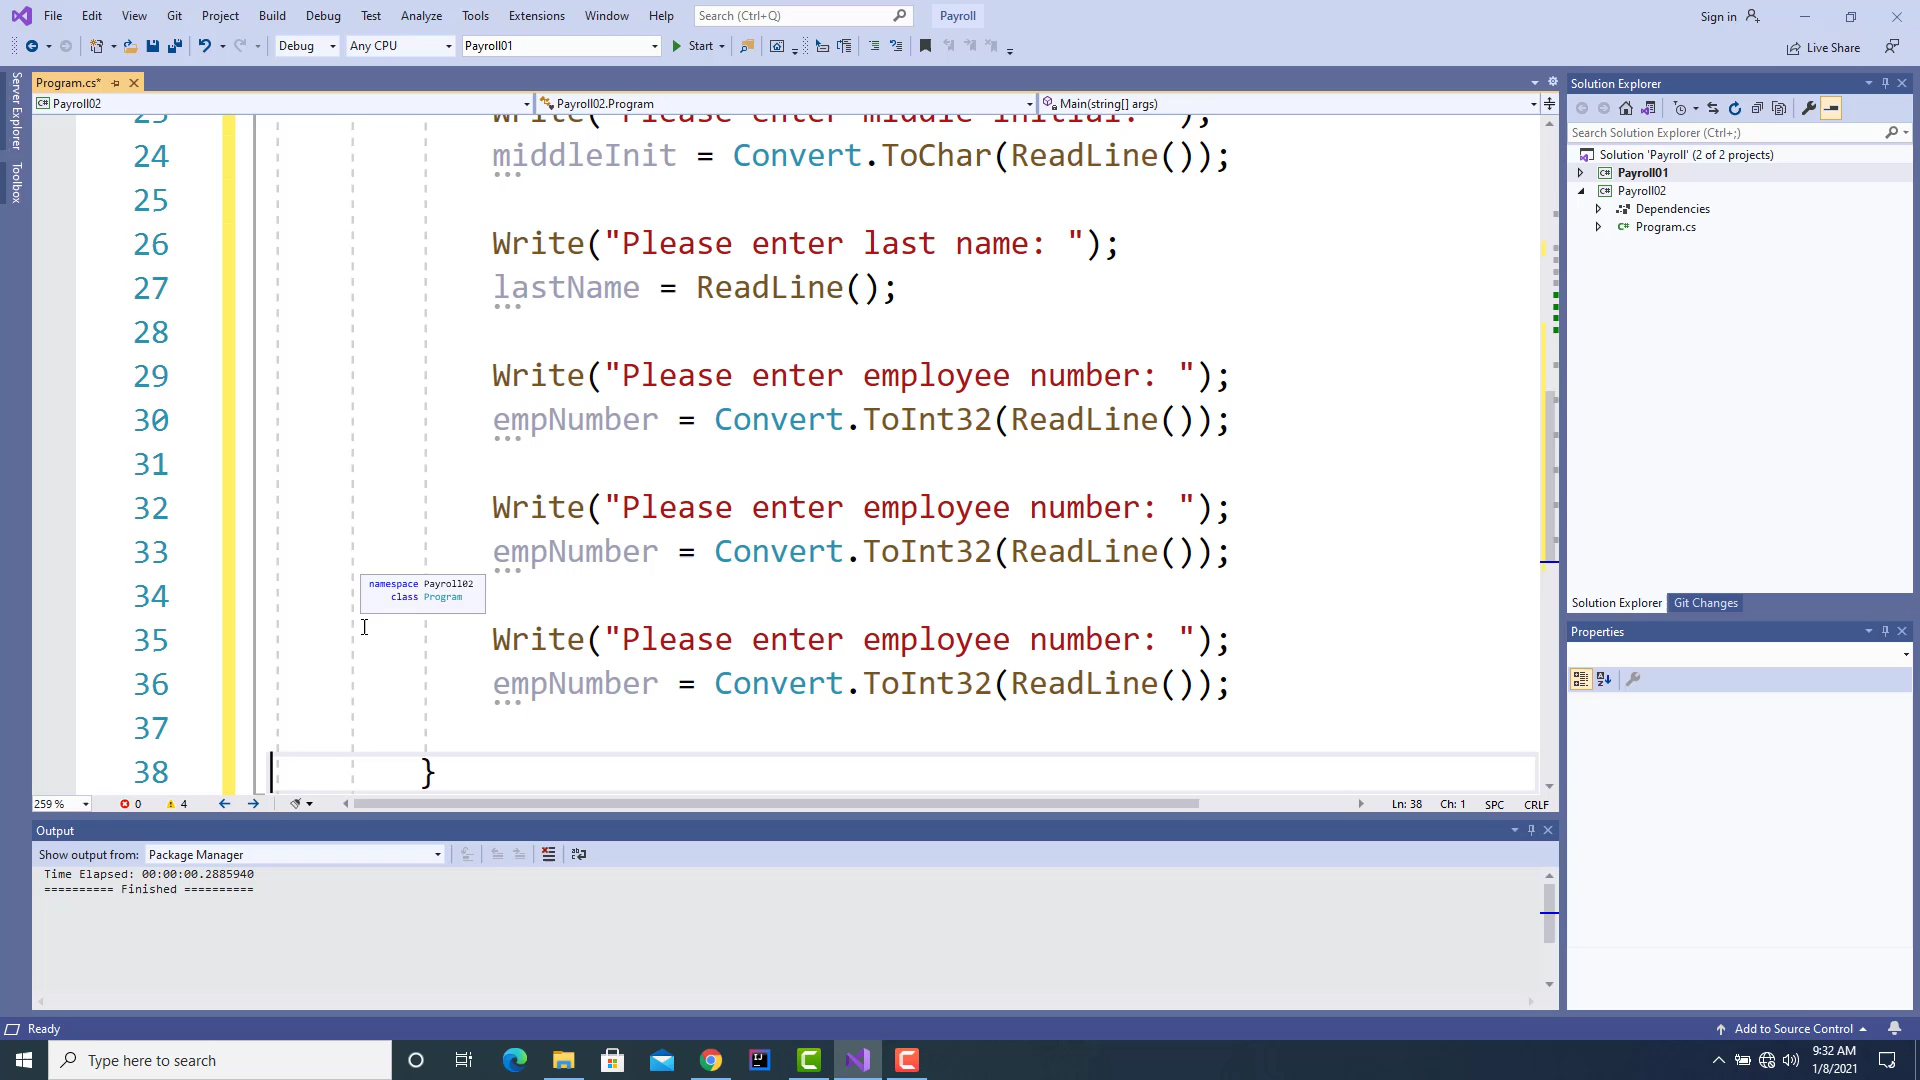 File Edit View Git Project Build Debug Test Analyze Tools Extensions Window Help Search (Ctrl+Q) Payroll Sign in
Debug Any CPU Payroll01 Start Live Share
Server Explorer
Toolbox
Program.cs*
Payroll02 Payroll02.Program Main(string[] args)
23 Write("Please enter middle initial: ");
24 middleInit = Convert.ToChar(ReadLine());
25
26 Write("Please enter last name: ");
27 lastName = ReadLine();
28
29 Write("Please enter employee number: ");
30 empNumber = Convert.ToInt32(ReadLine());
31
32 Write("Please enter employee number: ");
33 empNumber = Convert.ToInt32(ReadLine());
34
namespace Payroll02
class Program
35 Write("Please enter employee number: ");
36 empNumber = Convert.ToInt32(ReadLine());
37
38 }
259 % 0 4 Ln: 38 Ch: 1 SPC CRLF
Output
Show output from: Package Manager
Time Elapsed: 00:00:00.2885940
========== Finished ==========
Solution Explorer
Search Solution Explorer (Ctrl+;)
Solution 'Payroll' (2 of 2 projects)
C# Payroll01
C# Payroll02
Dependencies
C# Program.cs
Solution Explorer Git Changes
Properties
Ready Add to Source Control
Type here to search
9:32 AM
1/8/2021